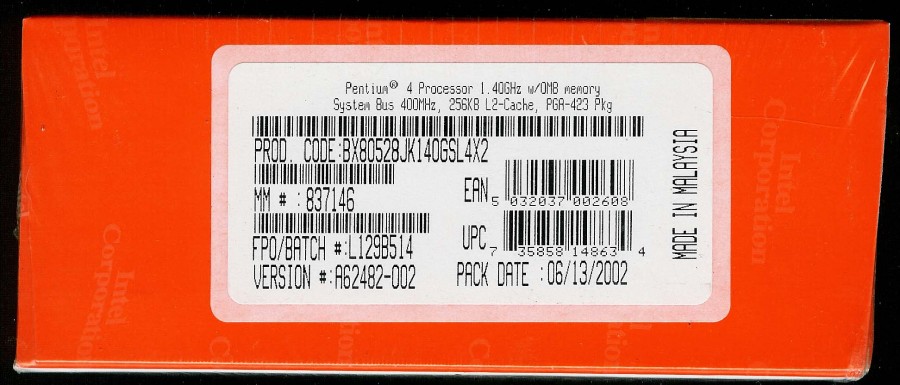 Pentium® 4 Processor 1.40GHz w/0MB memory
System Bus 400MHz, 256KB L2-Cache, PGA-423 Pkg
PROD. CODE:BX80528JK140GSL4X2
MM # : 837146
EAN 5 032037 002608
FPO/BATCH #:L129B514
UPC 7 35858 14863 4
VERSION #:A62482-002
PACK DATE :06/13/2002
MADE IN MALAYSIA
Intel
Corporation
Intel
Corporation
Intel
Corporation